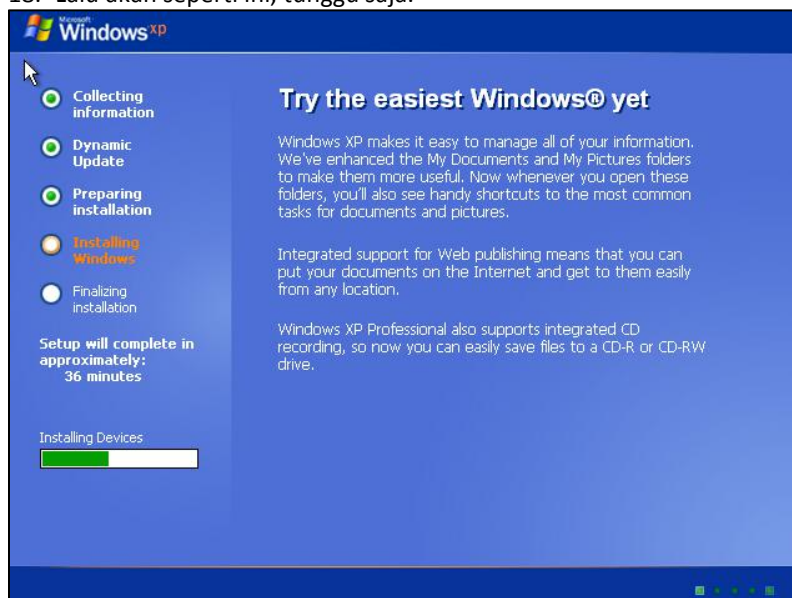 18. Lalu akan seperti ini, tunggu saja.
Microsoft
Windows xp
Collecting
information
Dynamic
Update
Preparing
installation
Installing
Windows
Finalizing
installation
Setup will complete in
approximately:
36 minutes
Installing Devices
Try the easiest Windows® yet
Windows XP makes it easy to manage all of your information.
We've enhanced the My Documents and My Pictures folders
to make them more useful. Now whenever you open these
folders, you'll also see handy shortcuts to the most common
tasks for documents and pictures.
Integrated support for Web publishing means that you can
put your documents on the Internet and get to them easily
from any location.
Windows XP Professional also supports integrated CD
recording, so now you can easily save files to a CD-R or CD-RW
drive.